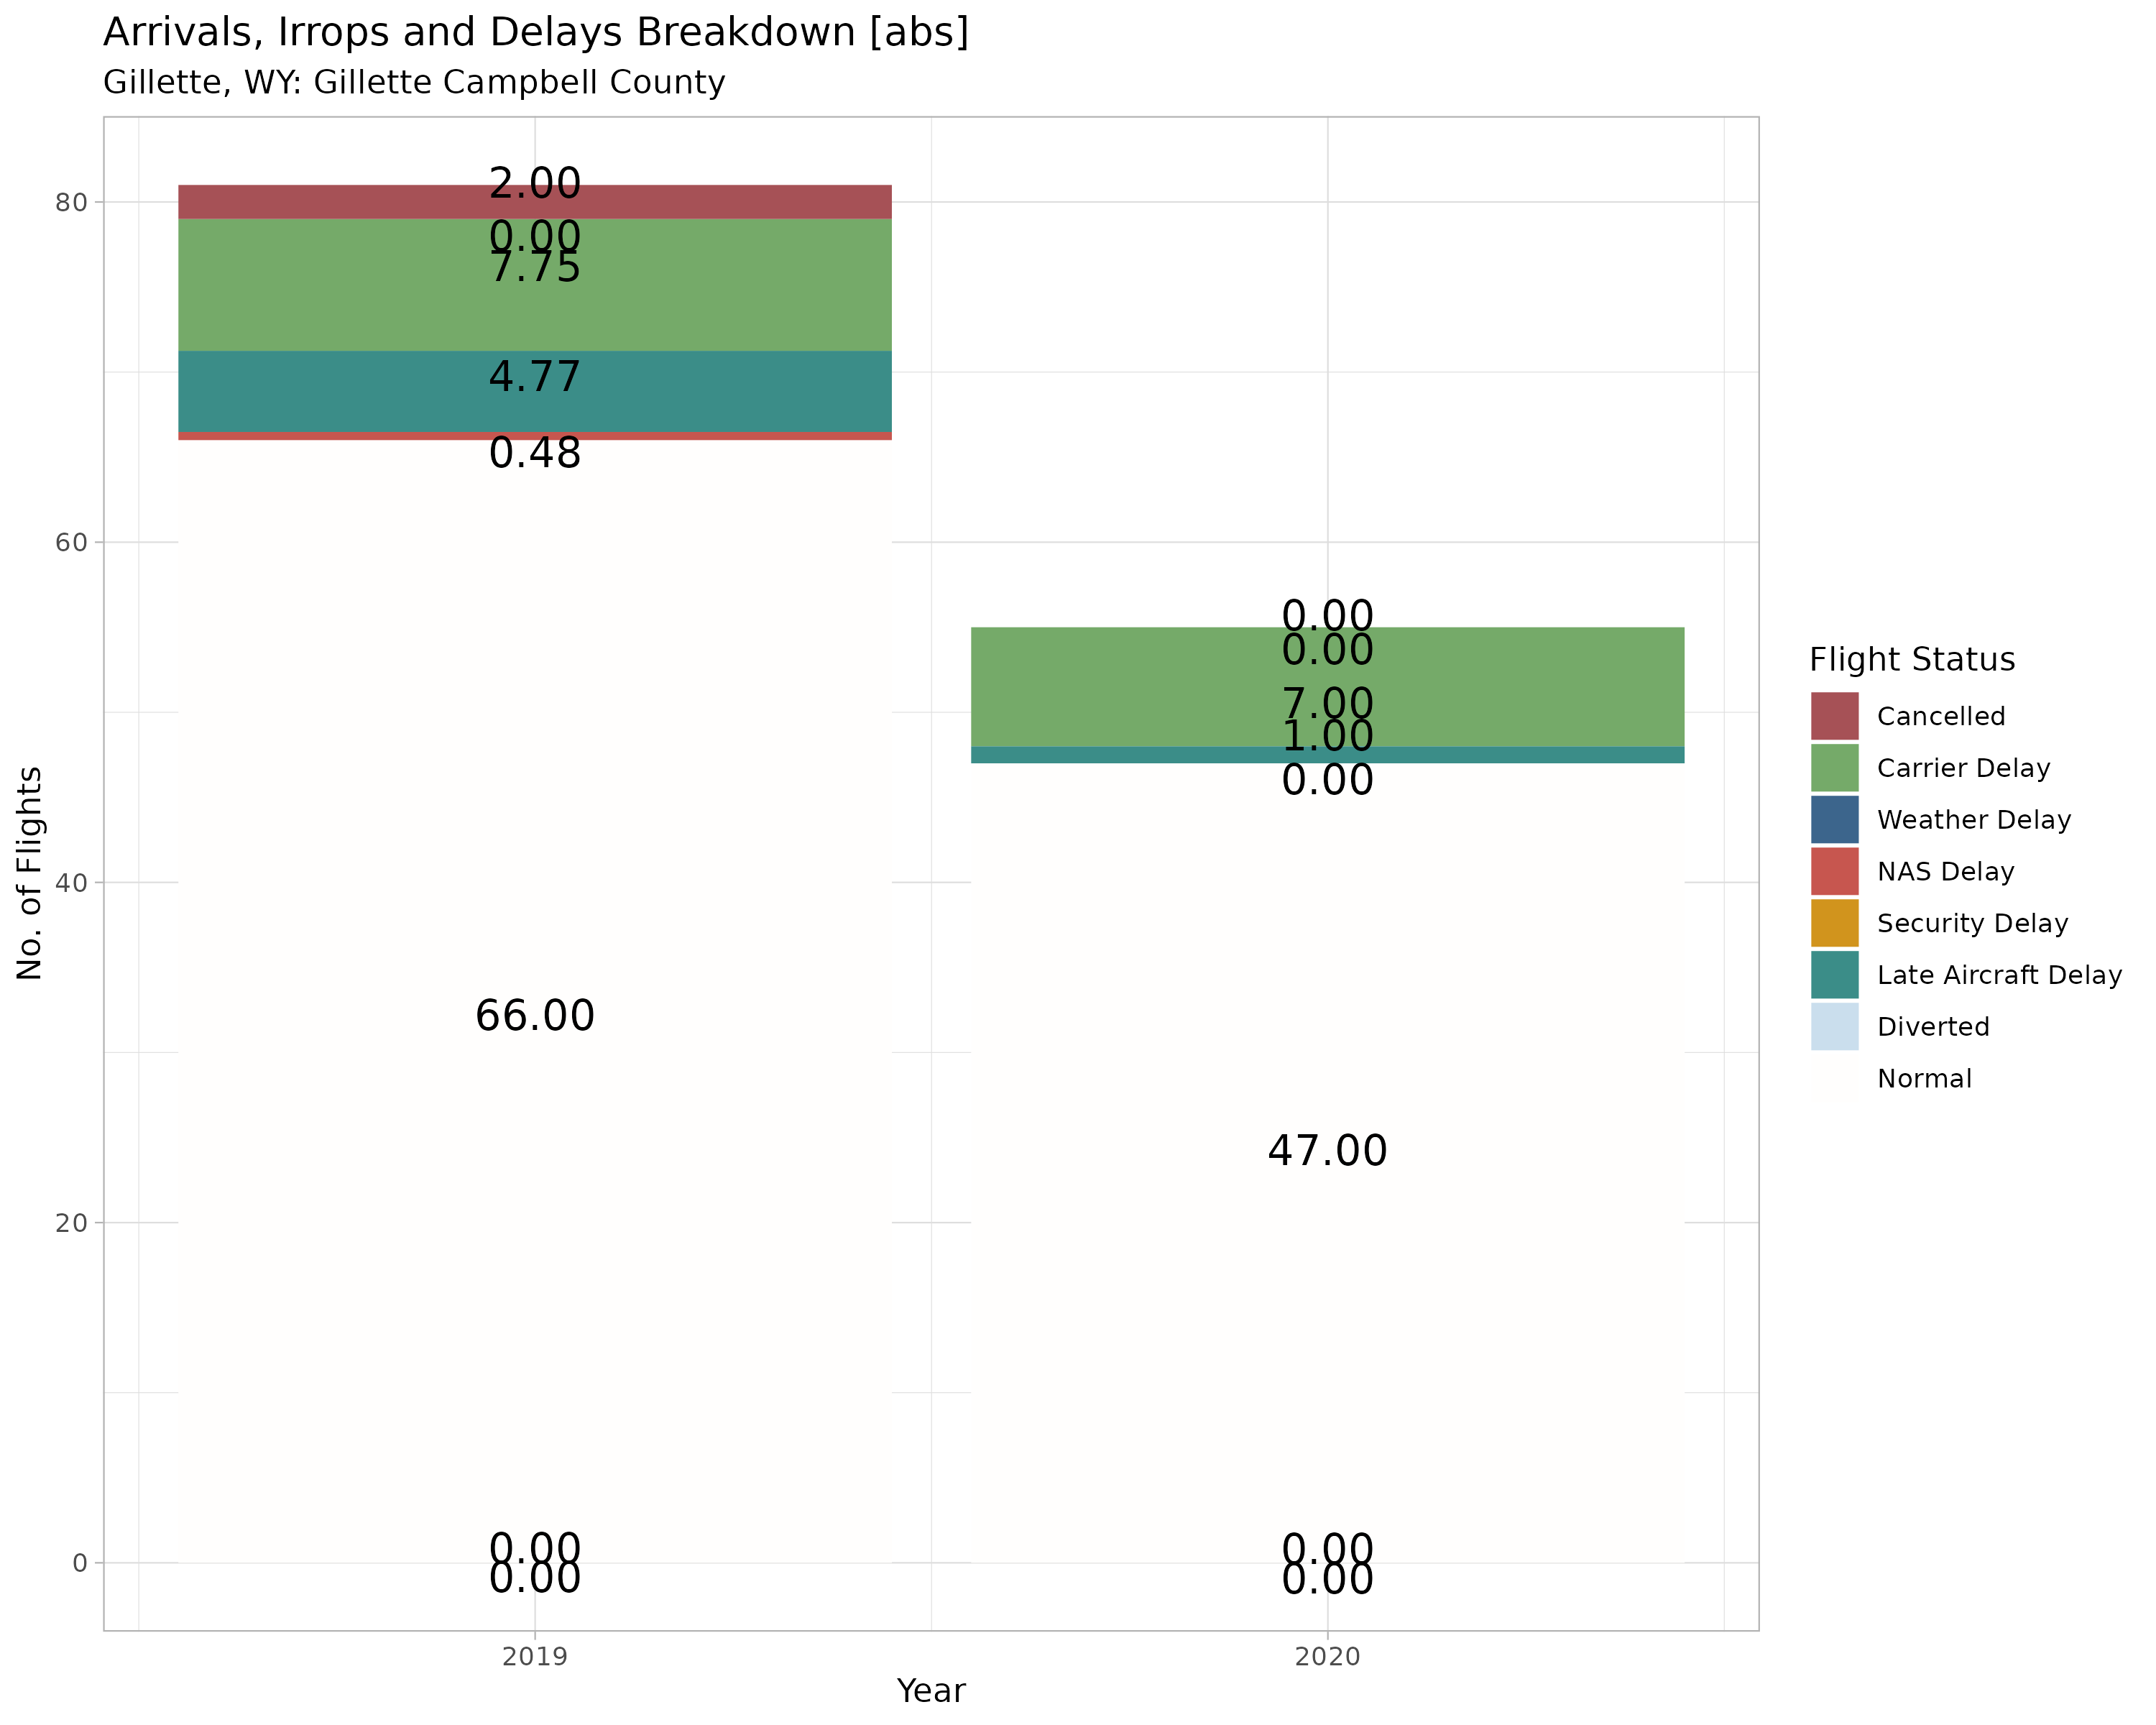 Arrivals, Irrops and Delays Breakdown [abs]
Gillette, WY: Gillette Campbell County
No. of Flights
80
60
40
20
0
2.00
0.00
7.75
4.77
0.48
66.00
0.00
0.00
0.00
0.00
7.00
1.00
0.00
47.00
0.00
0.00
2019
2020
Year
Flight Status
Cancelled
Carrier Delay
Weather Delay
NAS Delay
Security Delay
Late Aircraft Delay
Diverted
Normal